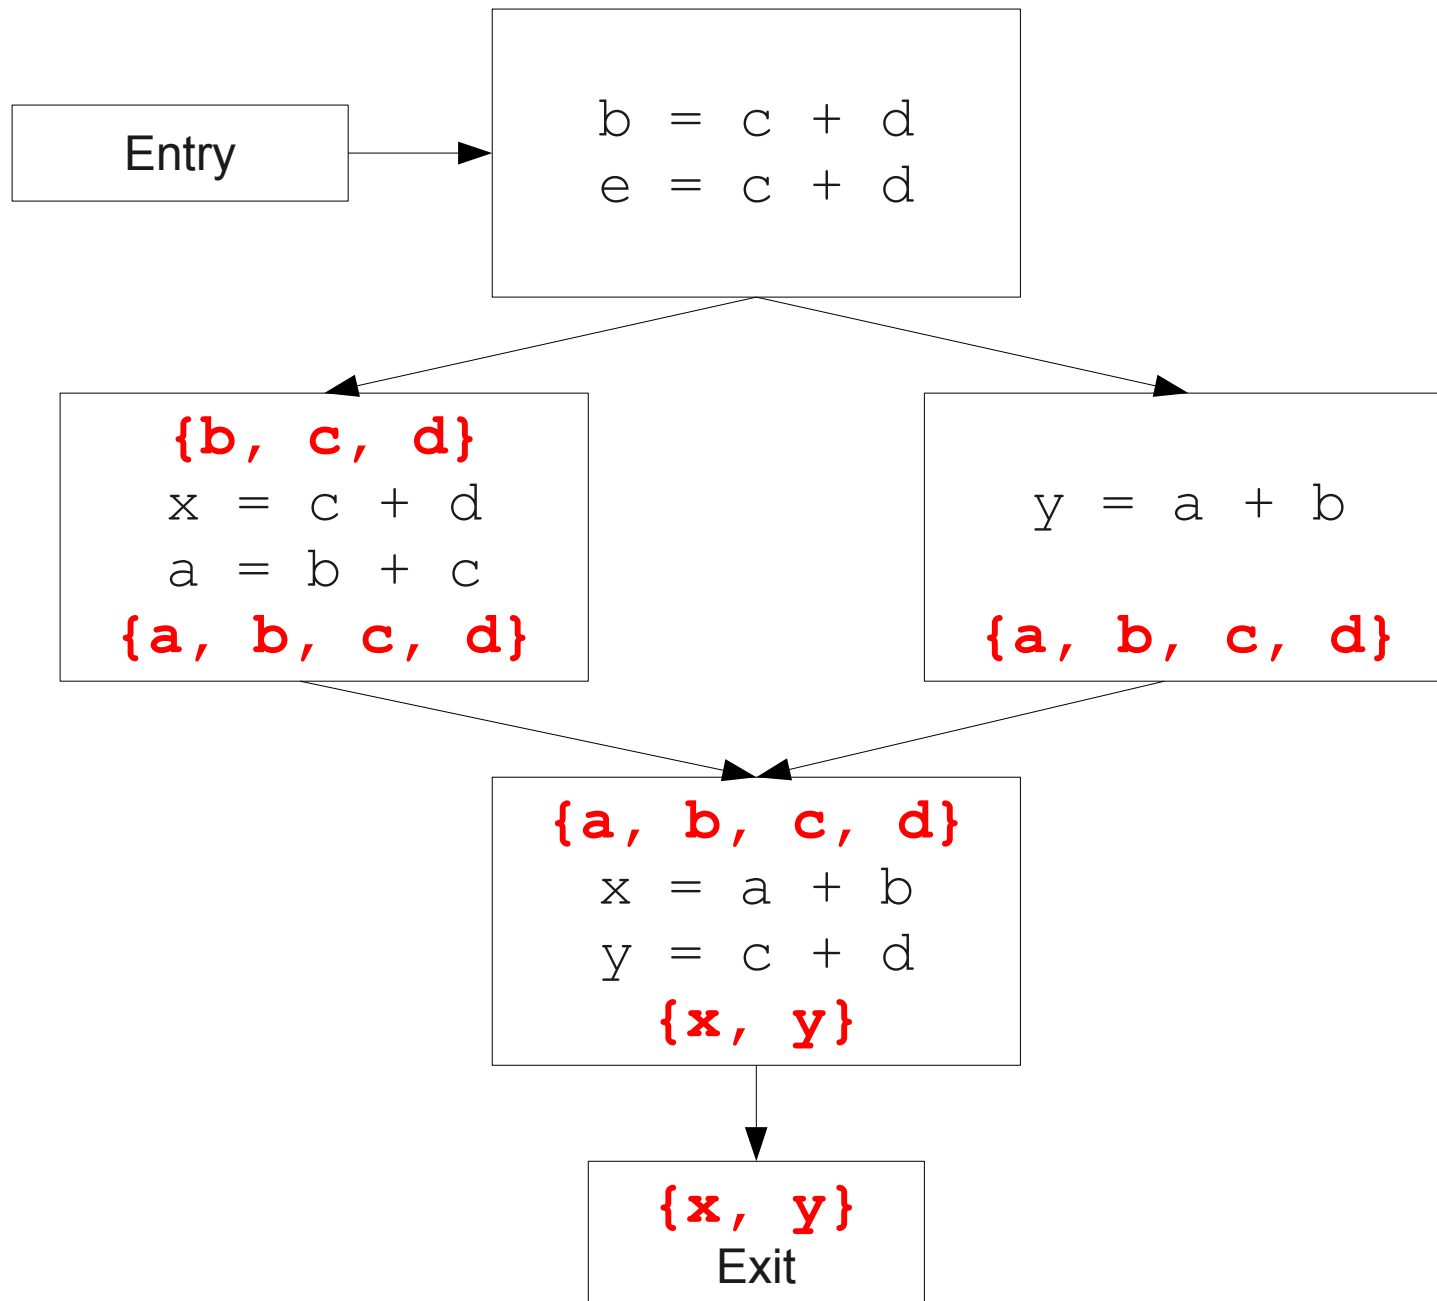 Entry
b = c + d
e = c + d
{b, c, d}
x = c + d
a = b + c
{a, b, c, d}
y = a + b
{a, b, c, d}
{a, b, c, d}
x = a + b
y = c + d
{x, y}
{x, y}
Exit